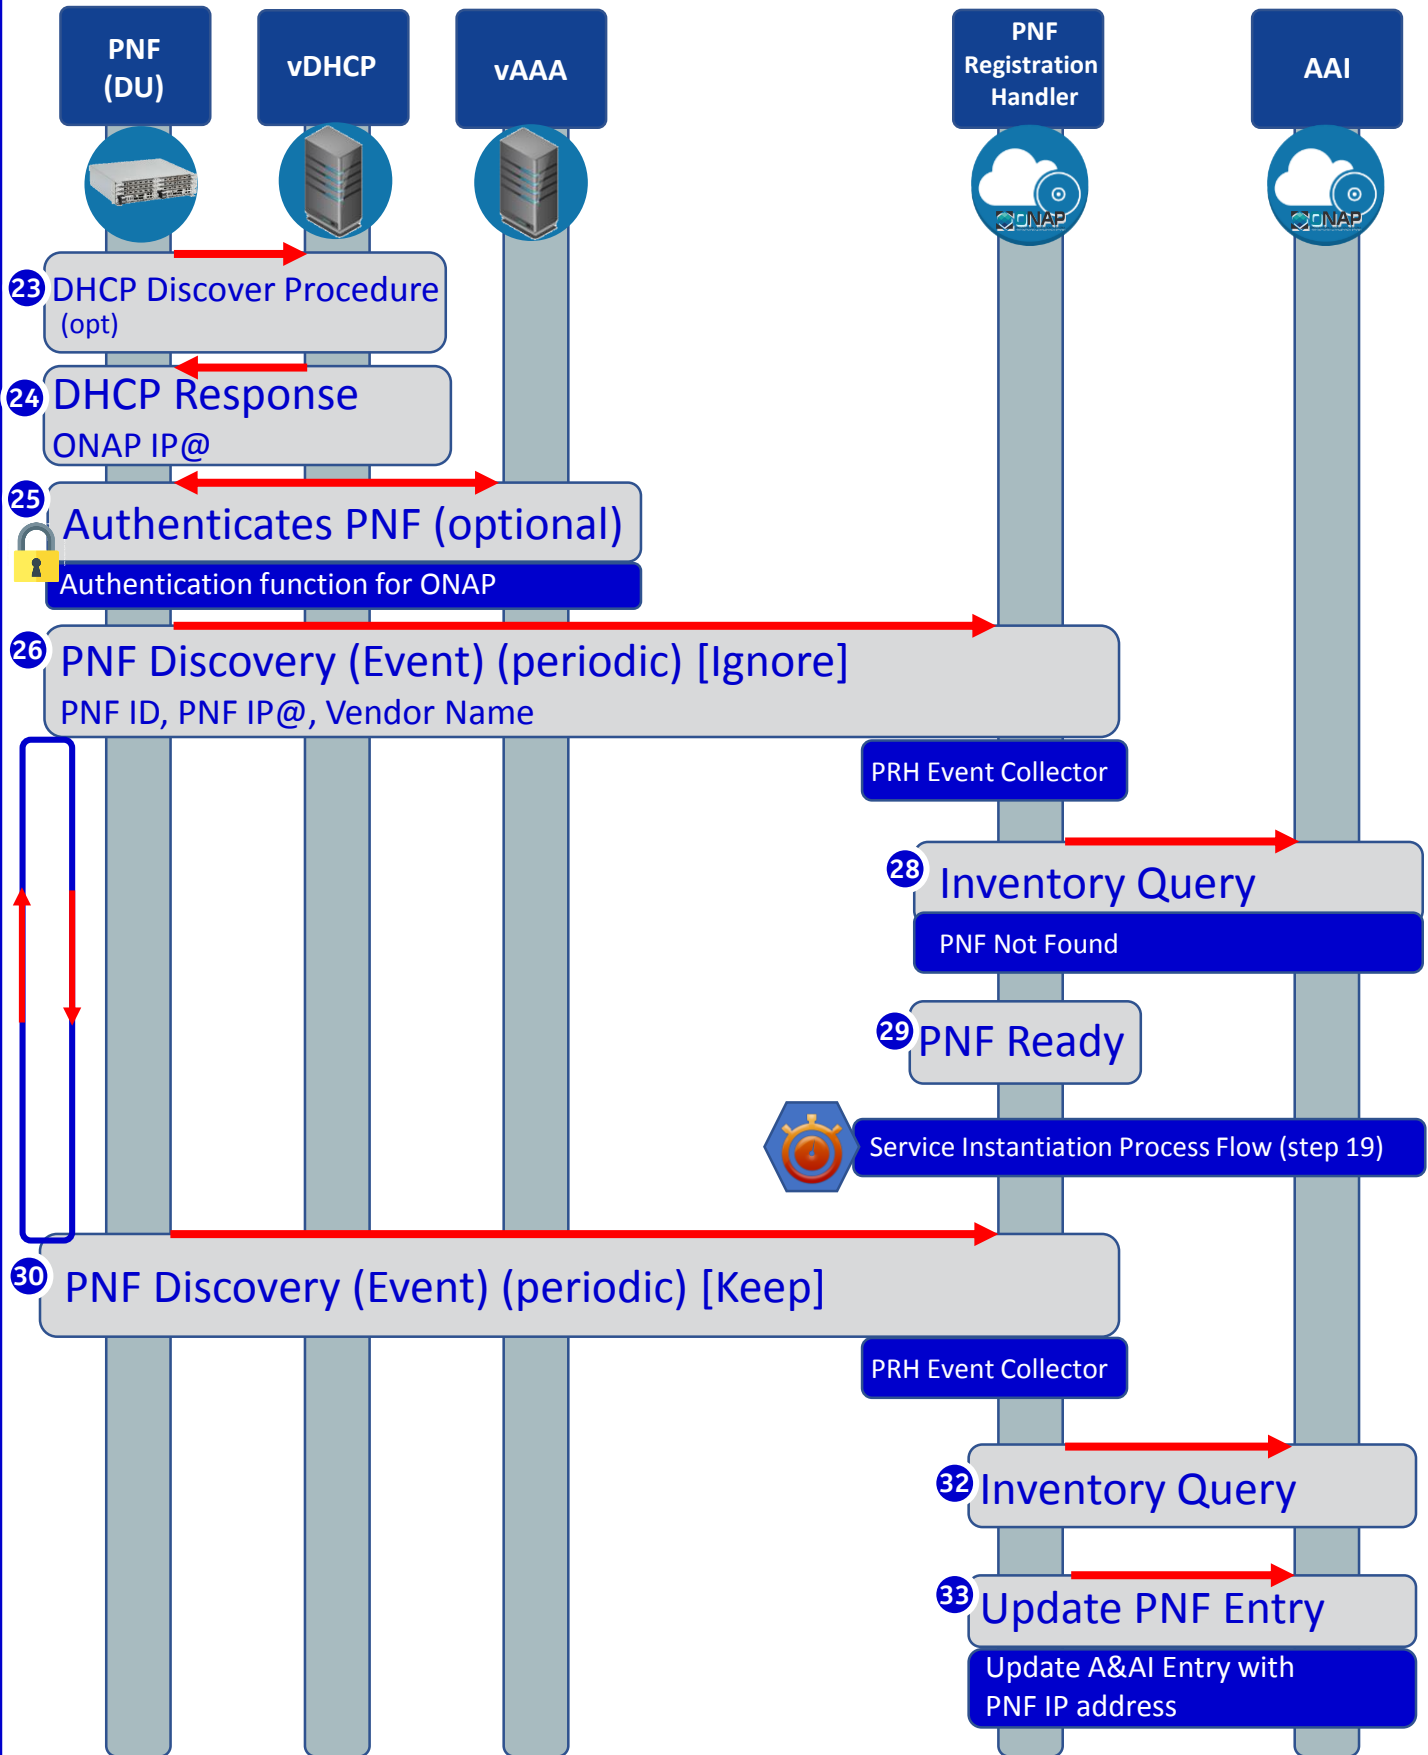 PNF
(DU)
vDHCP
vAAA
PNF
Registration
Handler
AAI
ONAP
ONAP
23
DHCP Discover Procedure
(opt)
24
DHCP Response
ONAP IP@
25
Authenticates PNF (optional)
Authentication function for ONAP
26
PNF Discovery (Event) (periodic) [Ignore]
PNF ID, PNF IP@, Vendor Name
PRH Event Collector
28
Inventory Query
PNF Not Found
29
PNF Ready
Service Instantiation Process Flow (step 19)
30
PNF Discovery (Event) (periodic) [Keep]
PRH Event Collector
32
Inventory Query
33
Update PNF Entry
Update A&AI Entry with
PNF IP address